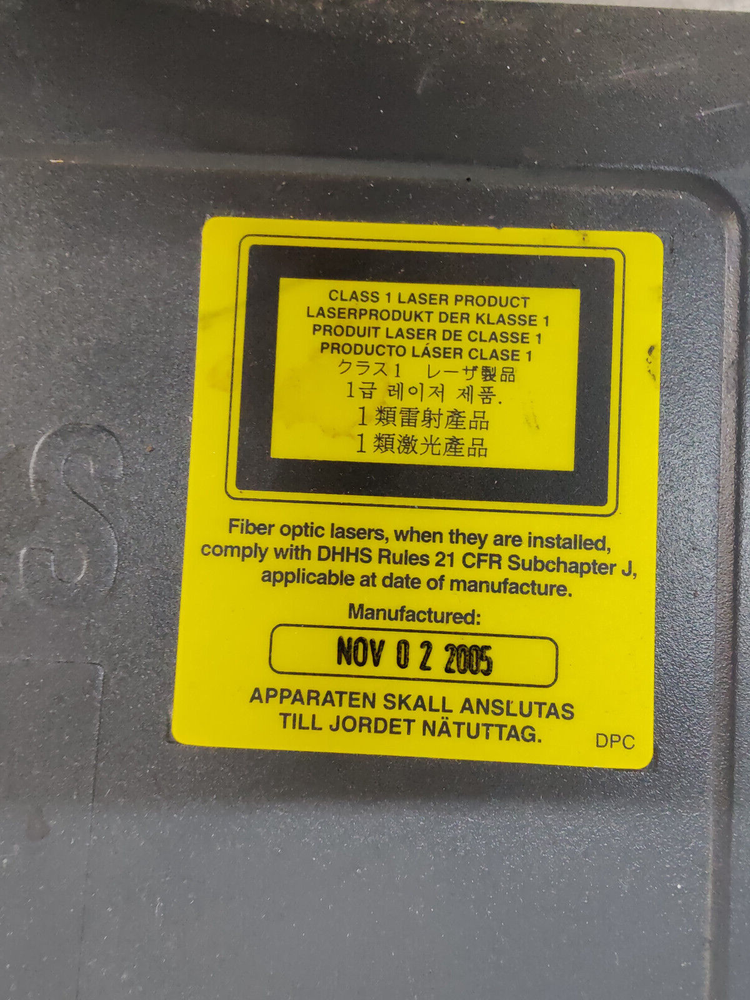 CLASS 1 LASER PRODUCT
LASERPRODUKT DER KLASSE 1
PRODUIT LASER DE CLASSE 1
PRODUCTO LÁSER CLASE 1
クラス1 レーザ製品
1급 레이저 제품.
1類雷射產品
1類激光產品
Fiber optic lasers, when they are installed,
comply with DHHS Rules 21 CFR Subchapter J,
applicable at date of manufacture.
Manufactured:
NOV 02 2005
APPARATEN SKALL ANSLUTAS
TILL JORDET NÄTUTTAG.
DPC
S